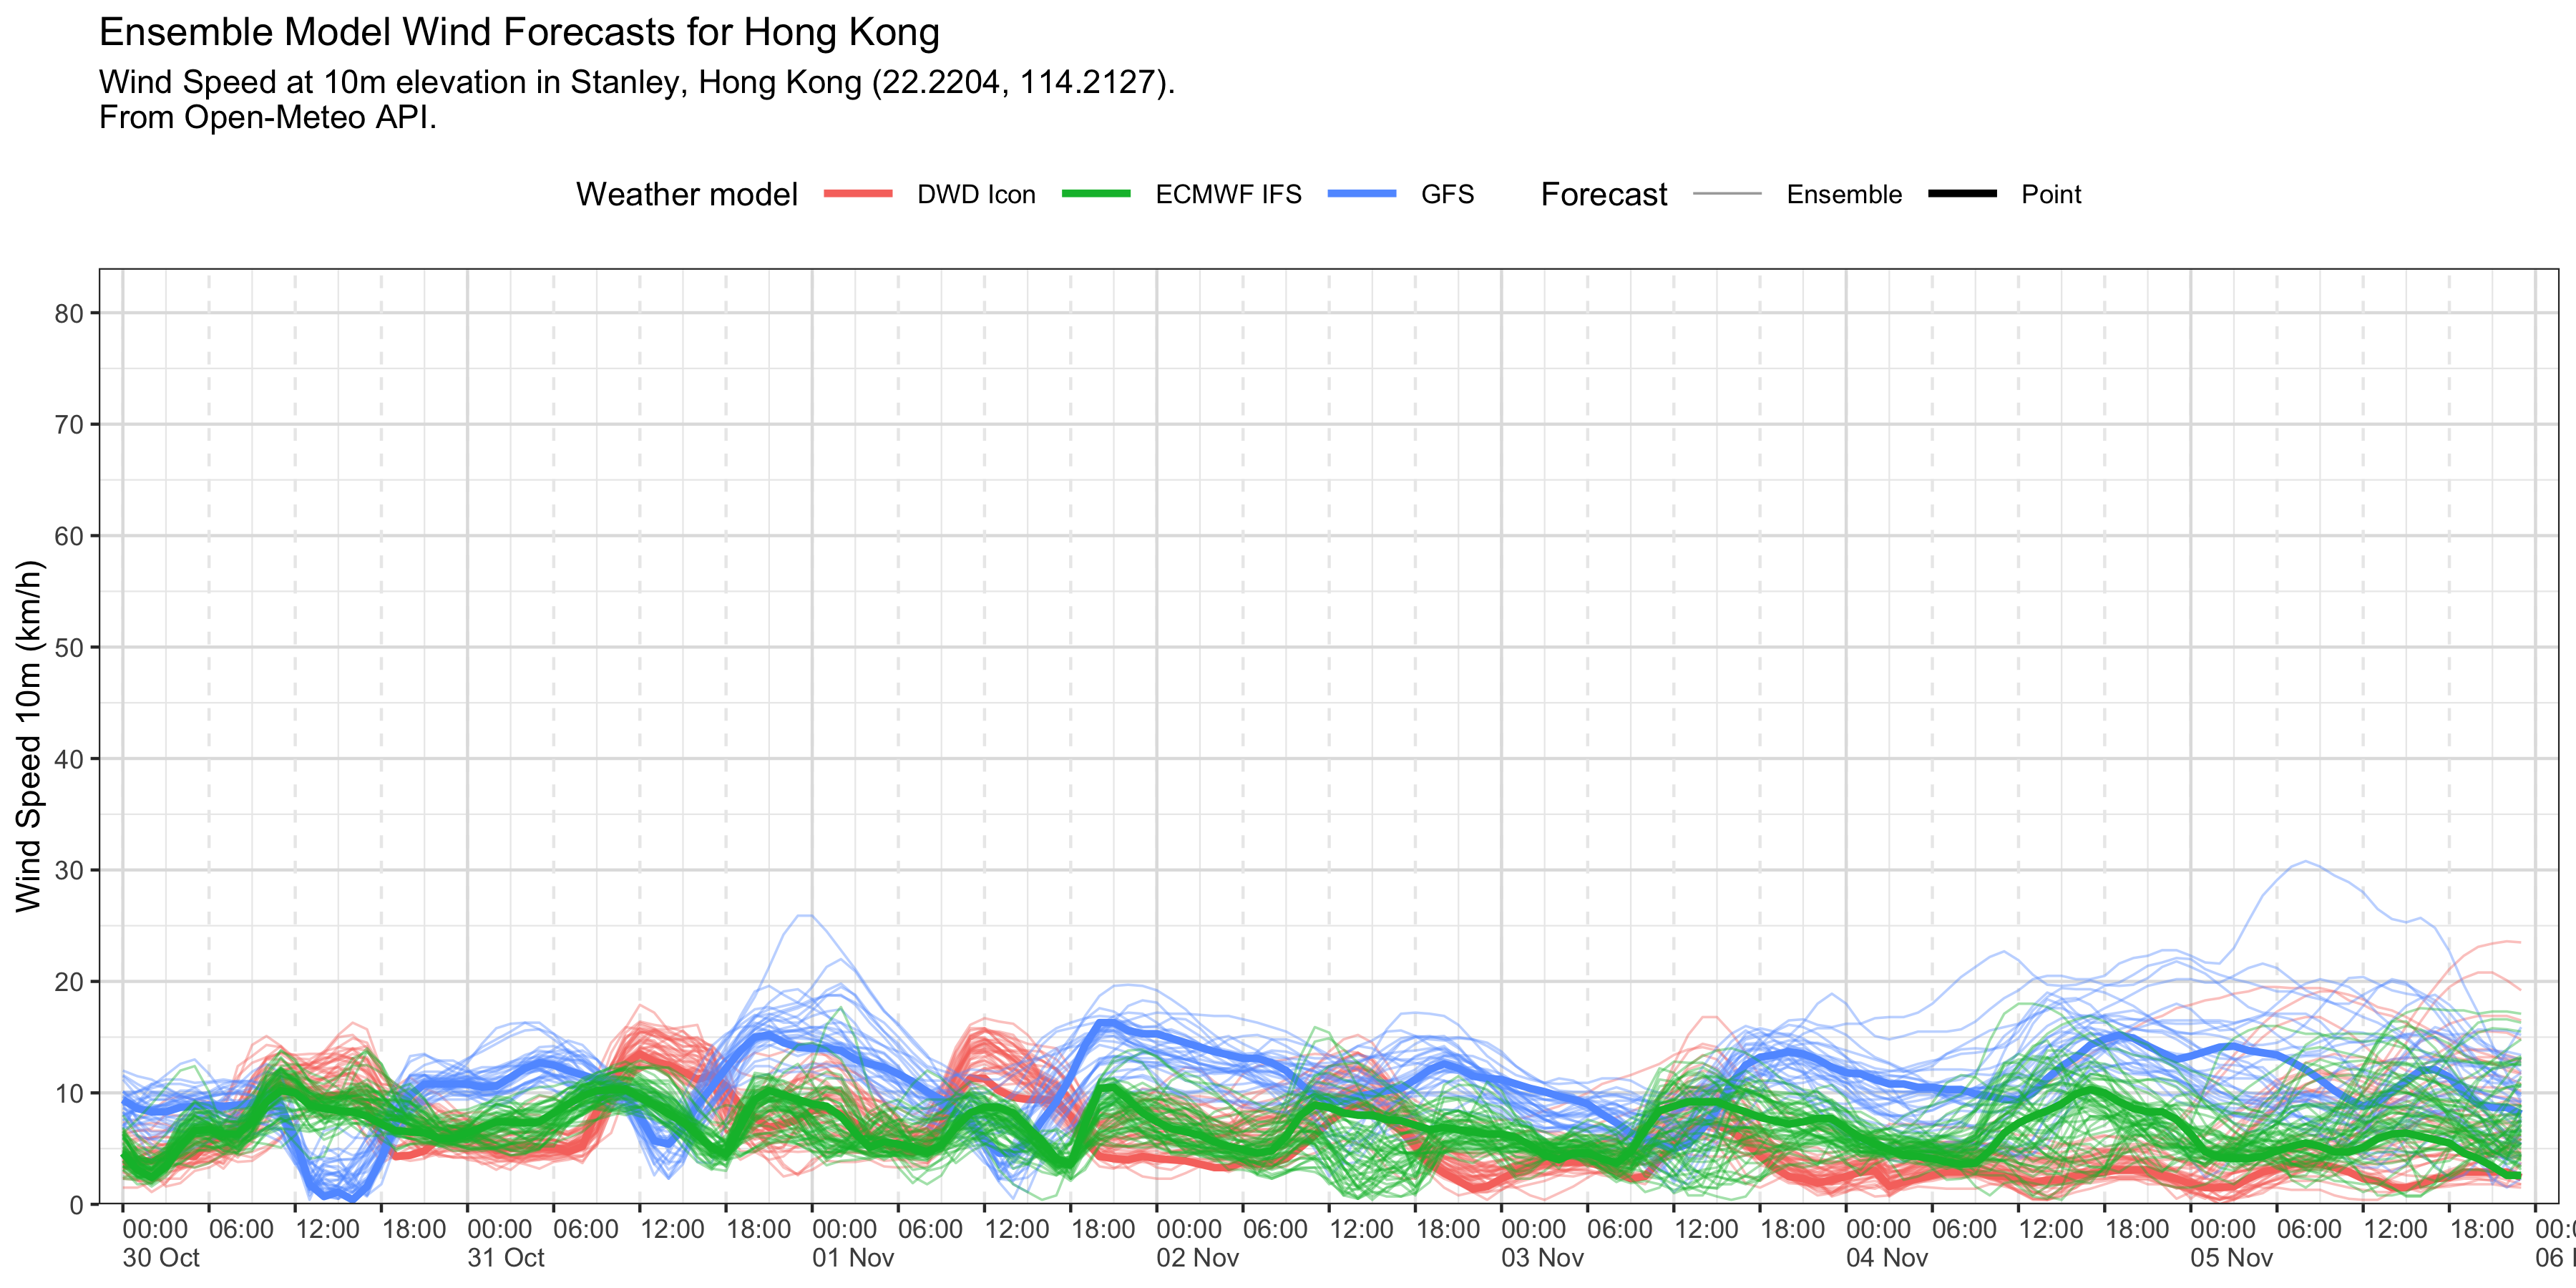 Ensemble Model Wind Forecasts for Hong Kong
Wind Speed at 10m elevation in Stanley, Hong Kong (22.2204, 114.2127).
From Open-Meteo API.
Weather model DWD Icon ECMWF IFS GFS Forecast Ensemble Point
Wind Speed 10m (km/h)
80
70
60
50
40
30
20
10
0
00:00 06:00 12:00 18:00 00:00 06:00 12:00 18:00 00:00 06:00 12:00 18:00 00:00 06:00 12:00 18:00 00:00 06:00 12:00 18:00 00:00 06:00 12:00 18:00 00:00 06:00 12:00 18:00 00:0
30 Oct 31 Oct 01 Nov 02 Nov 03 Nov 04 Nov 05 Nov 06